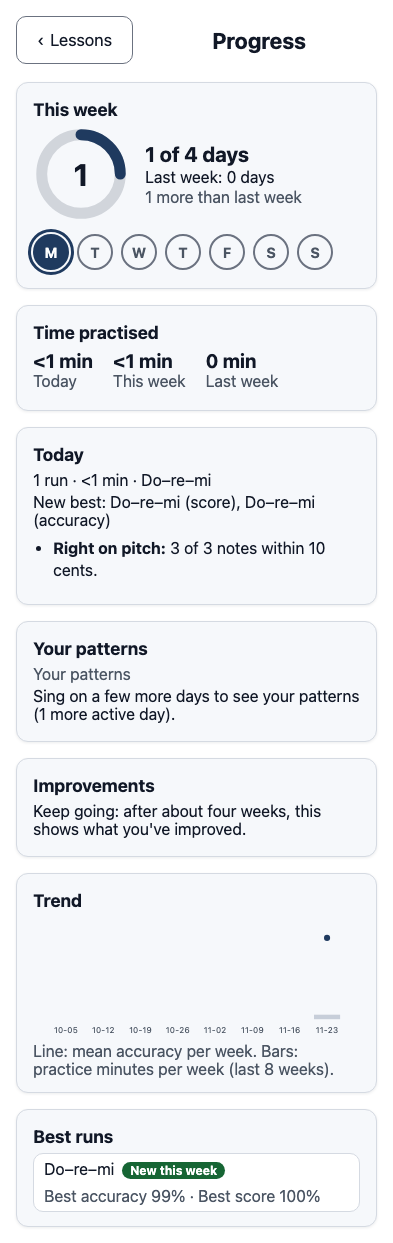 ‹ Lessons
Progress
This week
1
1 of 4 days
Last week: 0 days
1 more than last week
M T W T F S S
Time practised
<1 min <1 min 0 min
Today This week Last week
Today
1 run · <1 min · Do–re–mi
New best: Do–re–mi (score), Do–re–mi
(accuracy)
• Right on pitch: 3 of 3 notes within 10
cents.
Your patterns
Your patterns
Sing on a few more days to see your patterns
(1 more active day).
Improvements
Keep going: after about four weeks, this
shows what you've improved.
Trend
10-05 10-12 10-19 10-26 11-02 11-09 11-16 11-23
Line: mean accuracy per week. Bars:
practice minutes per week (last 8 weeks).
Best runs
Do–re–mi New this week
Best accuracy 99% · Best score 100%